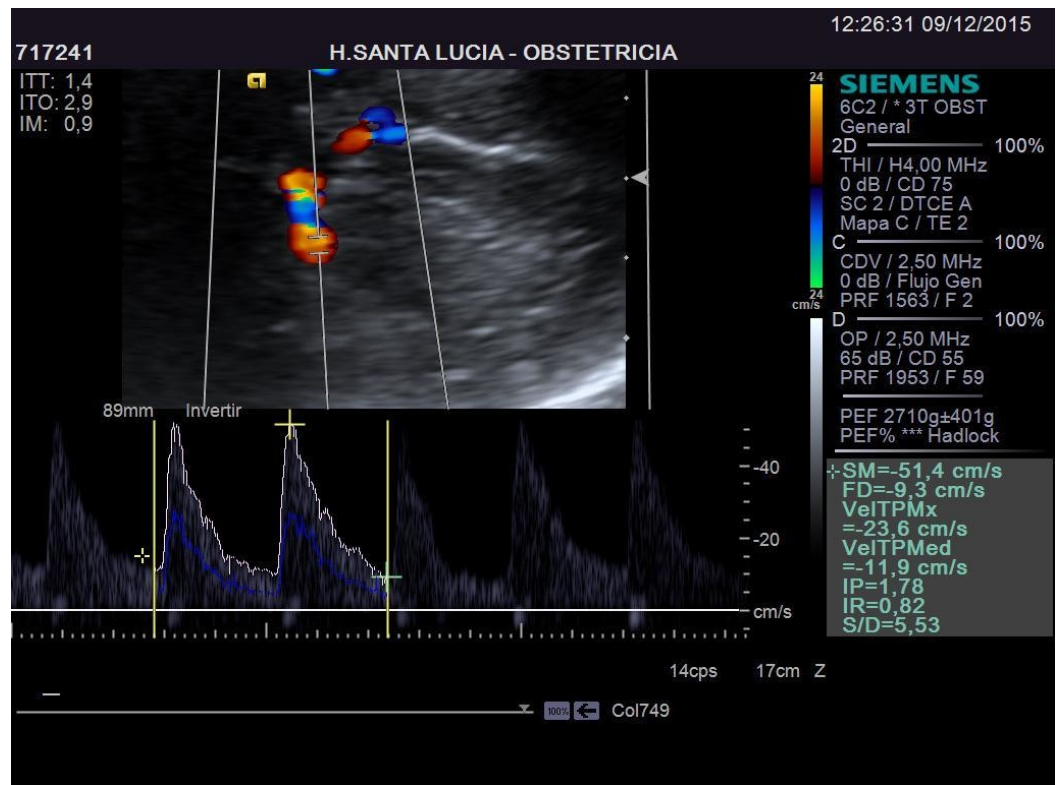 12:26:31 09/12/2015
717241
H.SANTA LUCIA - OBSTETRICIA
ITT: 1,4
ITO: 2,9
IM: 0,9
24
24
cm/s
SIEMENS
6C2 / * 3T OBST
General
2D 100%
THI / H4,00 MHz
0 dB / CD 75
SC 2 / DTCE A
Mapa C / TE 2
C 100%
CDV / 2,50 MHz
0 dB / Flujo Gen
PRF 1563 / F 2
D 100%
OP / 2,50 MHz
65 dB / CD 55
PRF 1953 / F 59
PEF 2710g±401g
PEF% *** Hadlock
SM=-51,4 cm/s
FD=-9,3 cm/s
VelTPMx
=-23,6 cm/s
VelTPMed
=-11,9 cm/s
IP=1,78
IR=0,82
S/D=5,53
89mm Invertir
-40
-20
cm/s
14cps 17cm Z
100% Col749